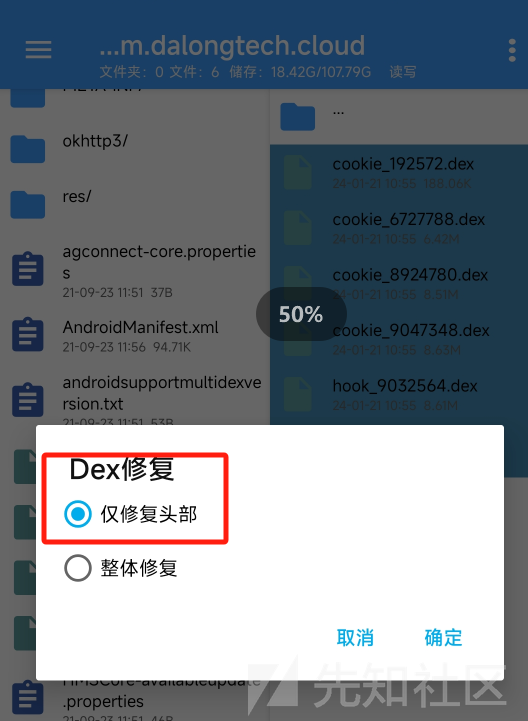 ...m.dalongtech.cloud
文件夹：0 文件：6 储存：18.42G/107.79G 读写
META-INF/
okhttp3/
res/
agconnect-core.propertie
s
21-09-23 11:51 37B
AndroidManifest.xml
21-09-23 11:56 94.71K
androidsupportmultidexve
rsion.txt
21-09-23 11:51 53B
...
cookie_192572.dex
24-01-21 10:55 188.06K
cookie_6727788.dex
24-01-21 10:55 6.42M
cookie_8924780.dex
24-01-21 10:55 8.51M
50%
cookie_9047348.dex
24-01-21 10:55 8.63M
hook_9032564.dex
24-01-21 10:55 8.61M
Dex修复
仅修复头部
整体修复
取消
确定
HMSCore-availableupdate
.properties
21-09-23 11:51 46B
先知社区